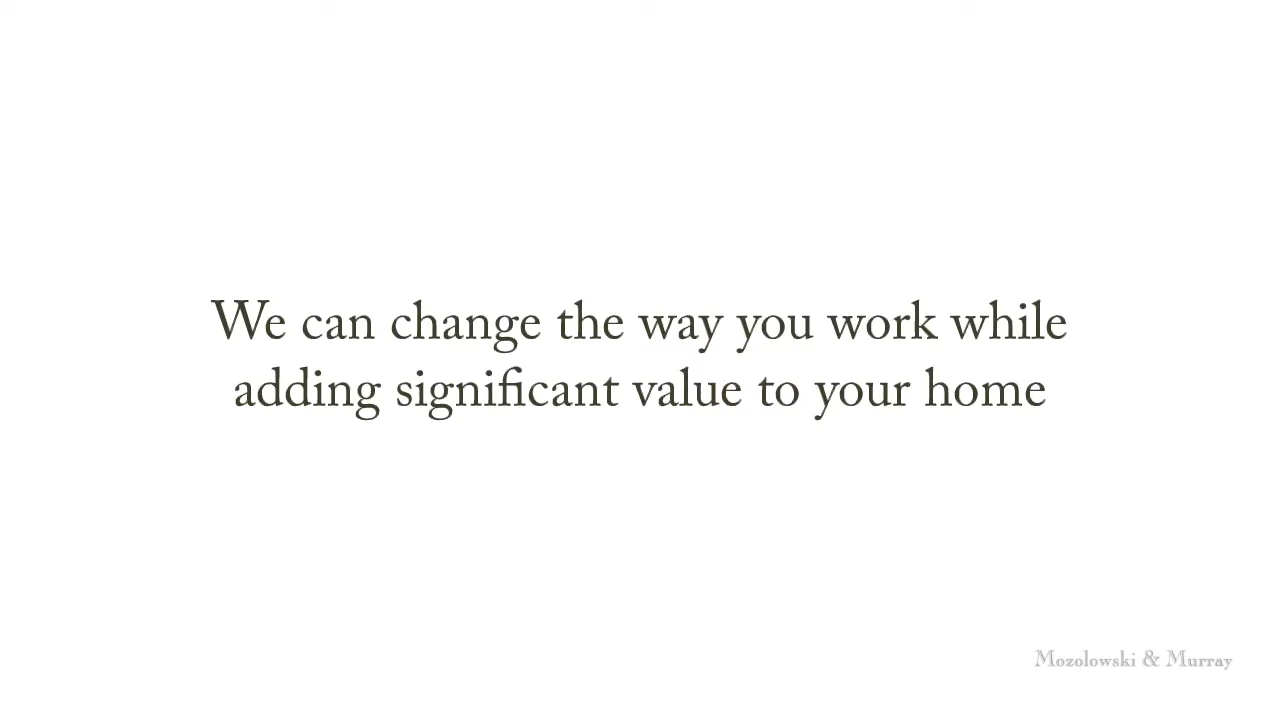 We can change the way you work while
adding significant value to your home
Mozolowski & Murray